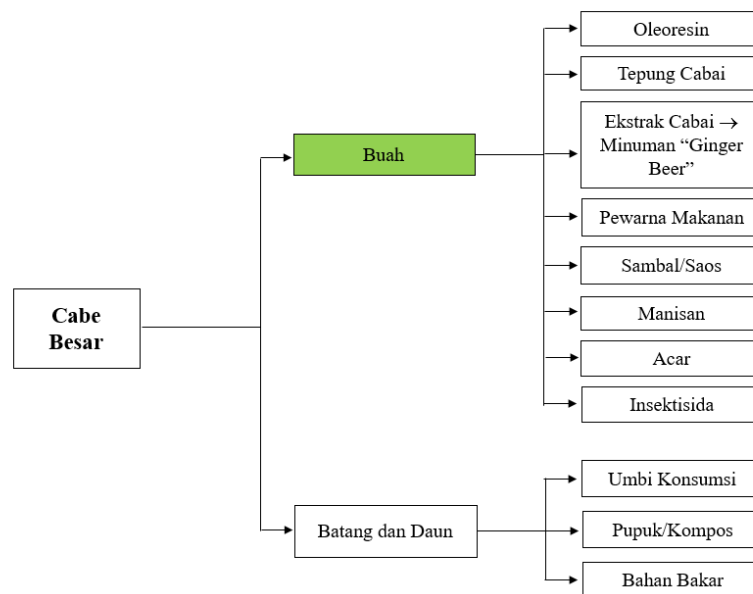 Oleoresin
Tepung Cabai
Ekstrak Cabai →
Minuman “Ginger
Beer”
Buah
Pewarna Makanan
Sambal/Saos
Manisan
Acar
Insektisida
Cabe
Besar
Umbi Konsumsi
Batang dan Daun
Pupuk/Kompos
Bahan Bakar